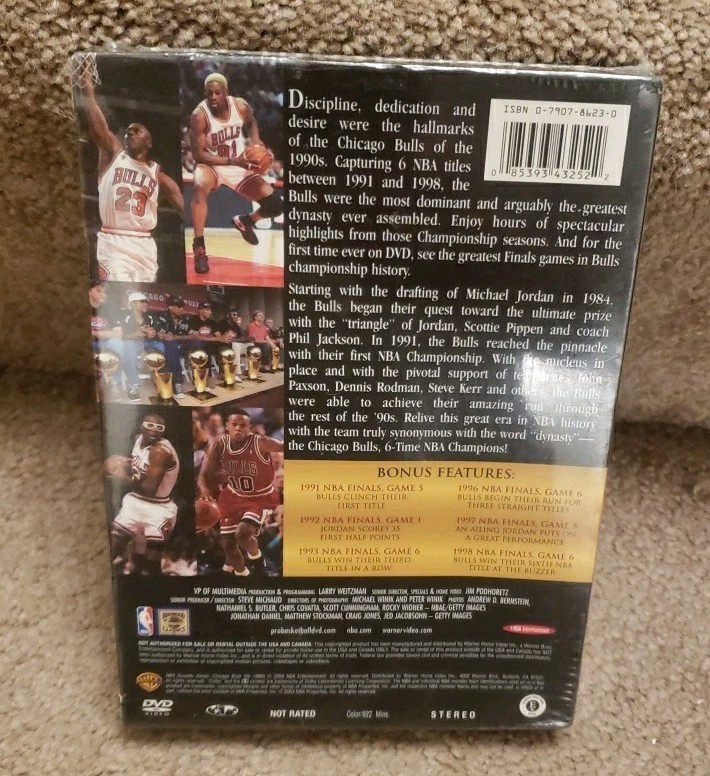 ISBN 0-7907-8623-0
0 85393 43252 2
Discipline, dedication and
desire were the hallmarks
of the Chicago Bulls of the
1990s. Capturing 6 NBA titles
between 1991 and 1998, the
Bulls were the most dominant and arguably the greatest
dynasty ever assembled. Enjoy hours of spectacular
highlights from those Championship seasons. And for the
first time ever on DVD, see the greatest Finals games in Bulls
championship history.
Starting with the drafting of Michael Jordan in 1984,
the Bulls began their quest toward the ultimate prize
with the "triangle" of Jordan, Scottie Pippen and coach
Phil Jackson. In 1991, the Bulls reached the pinnacle
with their first NBA Championship. With the nucleus in
place and with the pivotal support of John
Paxson, Dennis Rodman, Steve Kerr and others, the Bulls
were able to achieve their amazing run through
the rest of the '90s. Relive this great era in NBA history
with the team truly synonymous with the word "dynasty"—
the Chicago Bulls, 6-Time NBA Champions!
BULLS
23
BULLS
91
BULLS
10
BONUS FEATURES:
1991 NBA FINALS, GAME 5
BULLS CLINCH THEIR
FIRST TITLE
1992 NBA FINALS, GAME 1
JORDAN SCORES 35
FIRST HALF POINTS
1993 NBA FINALS, GAME 6
BULLS WIN THEIR THIRD
TITLE IN A ROW
1996 NBA FINALS, GAME 6
BULLS BEGIN THEIR RUN FOR
THREE STRAIGHT TITLES
1997 NBA FINALS, GAME 5
AN AILING JORDAN PUTS ON
A GREAT PERFORMANCE
1998 NBA FINALS, GAME 6
BULLS WIN THEIR SIXTH NBA
TITLE AT THE BUZZER
VP OF MULTIMEDIA PRODUCTION & PROGRAMMING LARRY WEITZMAN SENIOR DIRECTOR, SPECIALS & HOME VIDEO JIM PODHORETZ
SENIOR PRODUCER / DIRECTOR STEVE MICHAUD DIRECTORS OF PHOTOGRAPHY MICHAEL WINIK AND PETER WINIK PHOTOS ANDREW D. BERNSTEIN,
NATHANIEL S. BUTLER, CHRIS COVATTA, SCOTT CUNNINGHAM, ROCKY WIDNER – NBAE/GETTY IMAGES
JONATHAN DANIEL, MATTHEW STOCKMAN, CRAIG JONES, JED JACOBSOHN – GETTY IMAGES
probasketballdvd.com nba.com warnervideo.com
NOT AUTHORIZED FOR SALE OR RENTAL OUTSIDE THE USA AND CANADA.
DVD
VIDEO
NOT RATED
Color/922 Mins.
STEREO